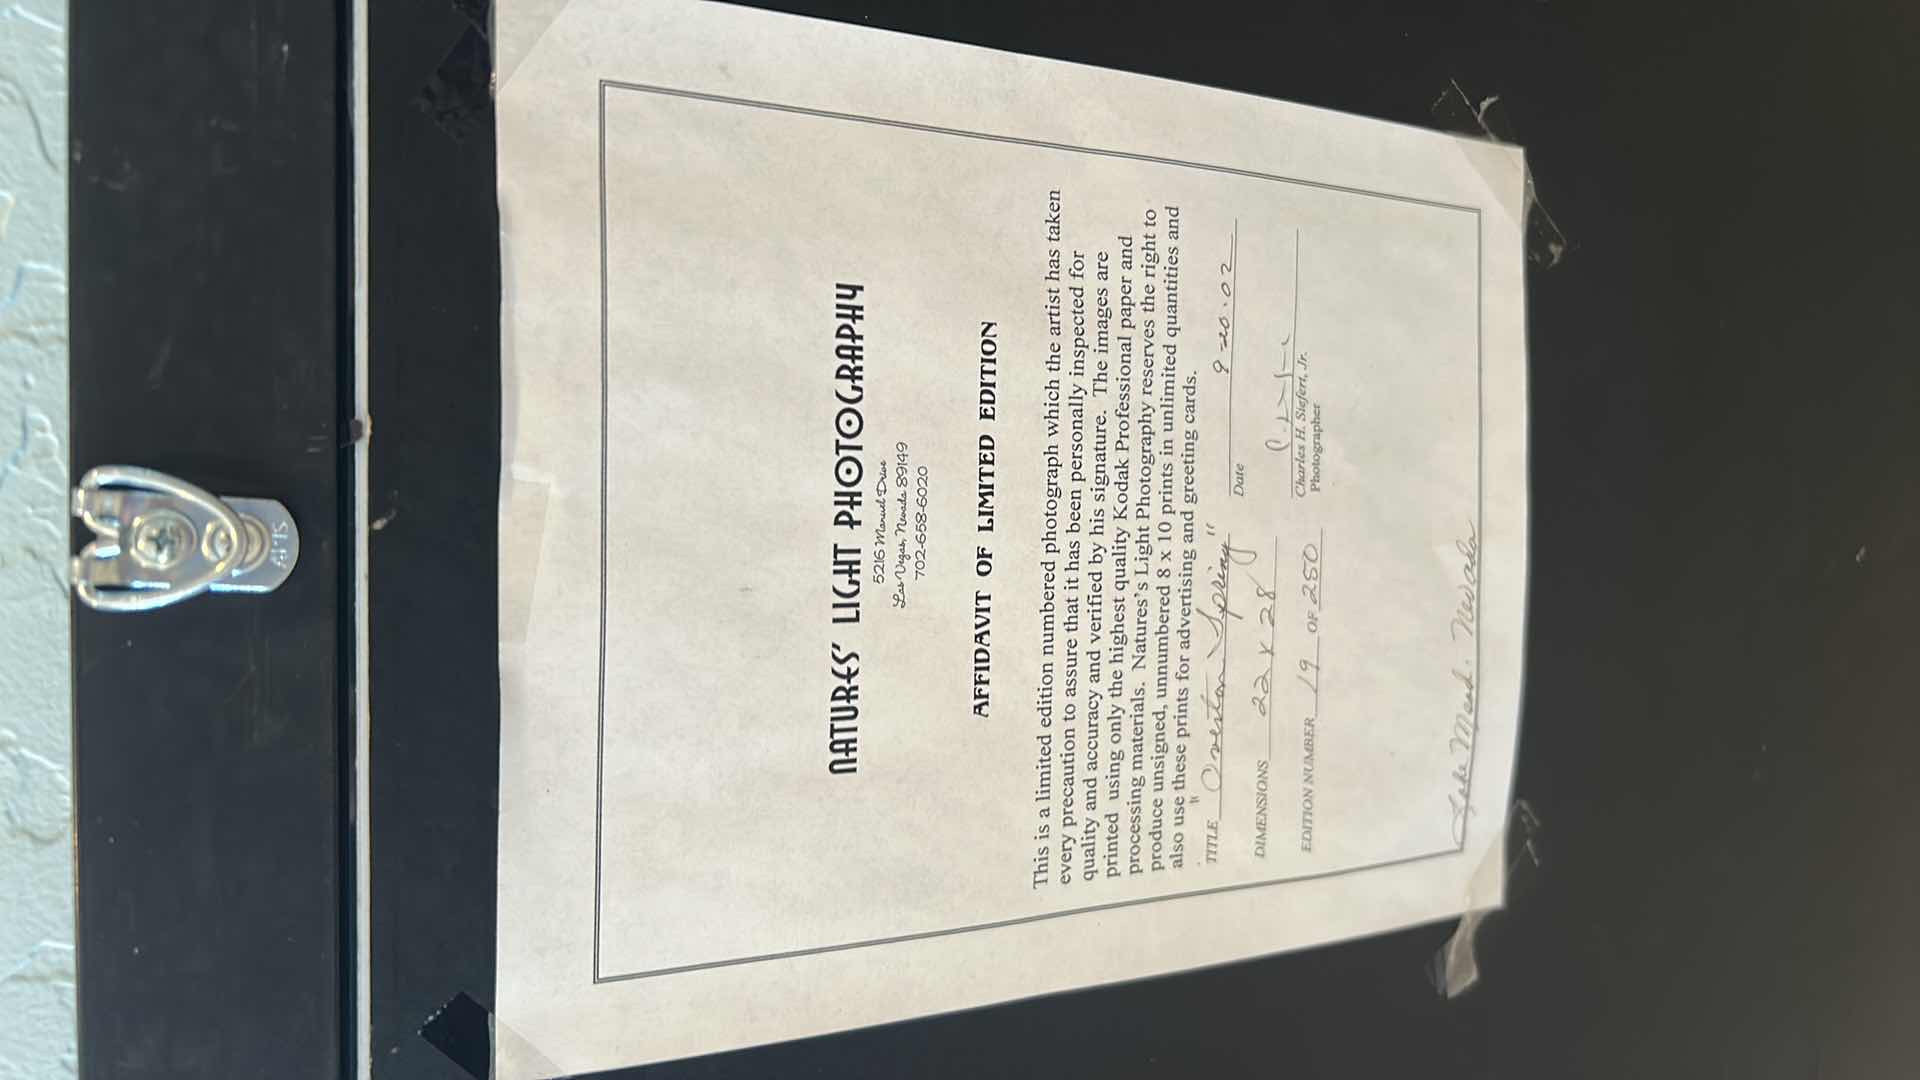 NATURES' LIGHT PHOTOGRAPHY
5216 Manuel Drive
Las Vegas, Nevada 89149
702-658-6020
AFFIDAVIT OF LIMITED EDITION
This is a limited edition numbered photograph which the artist has taken
every precaution to assure that it has been personally inspected for
quality and accuracy and verified by his signature. The images are
printed using only the highest quality Kodak Professional paper and
processing materials. Natures's Light Photography reserves the right to
produce unsigned, unnumbered 8 x 10 prints in unlimited quantities and
also use these prints for advertising and greeting cards.
TITLE "Overton Spring"
9-20-02
Date
DIMENSIONS 22 x 28
EDITION NUMBER 19 OF 250
Charles H. Siefert, Jr.
Photographer
Lake Mead. Nevada